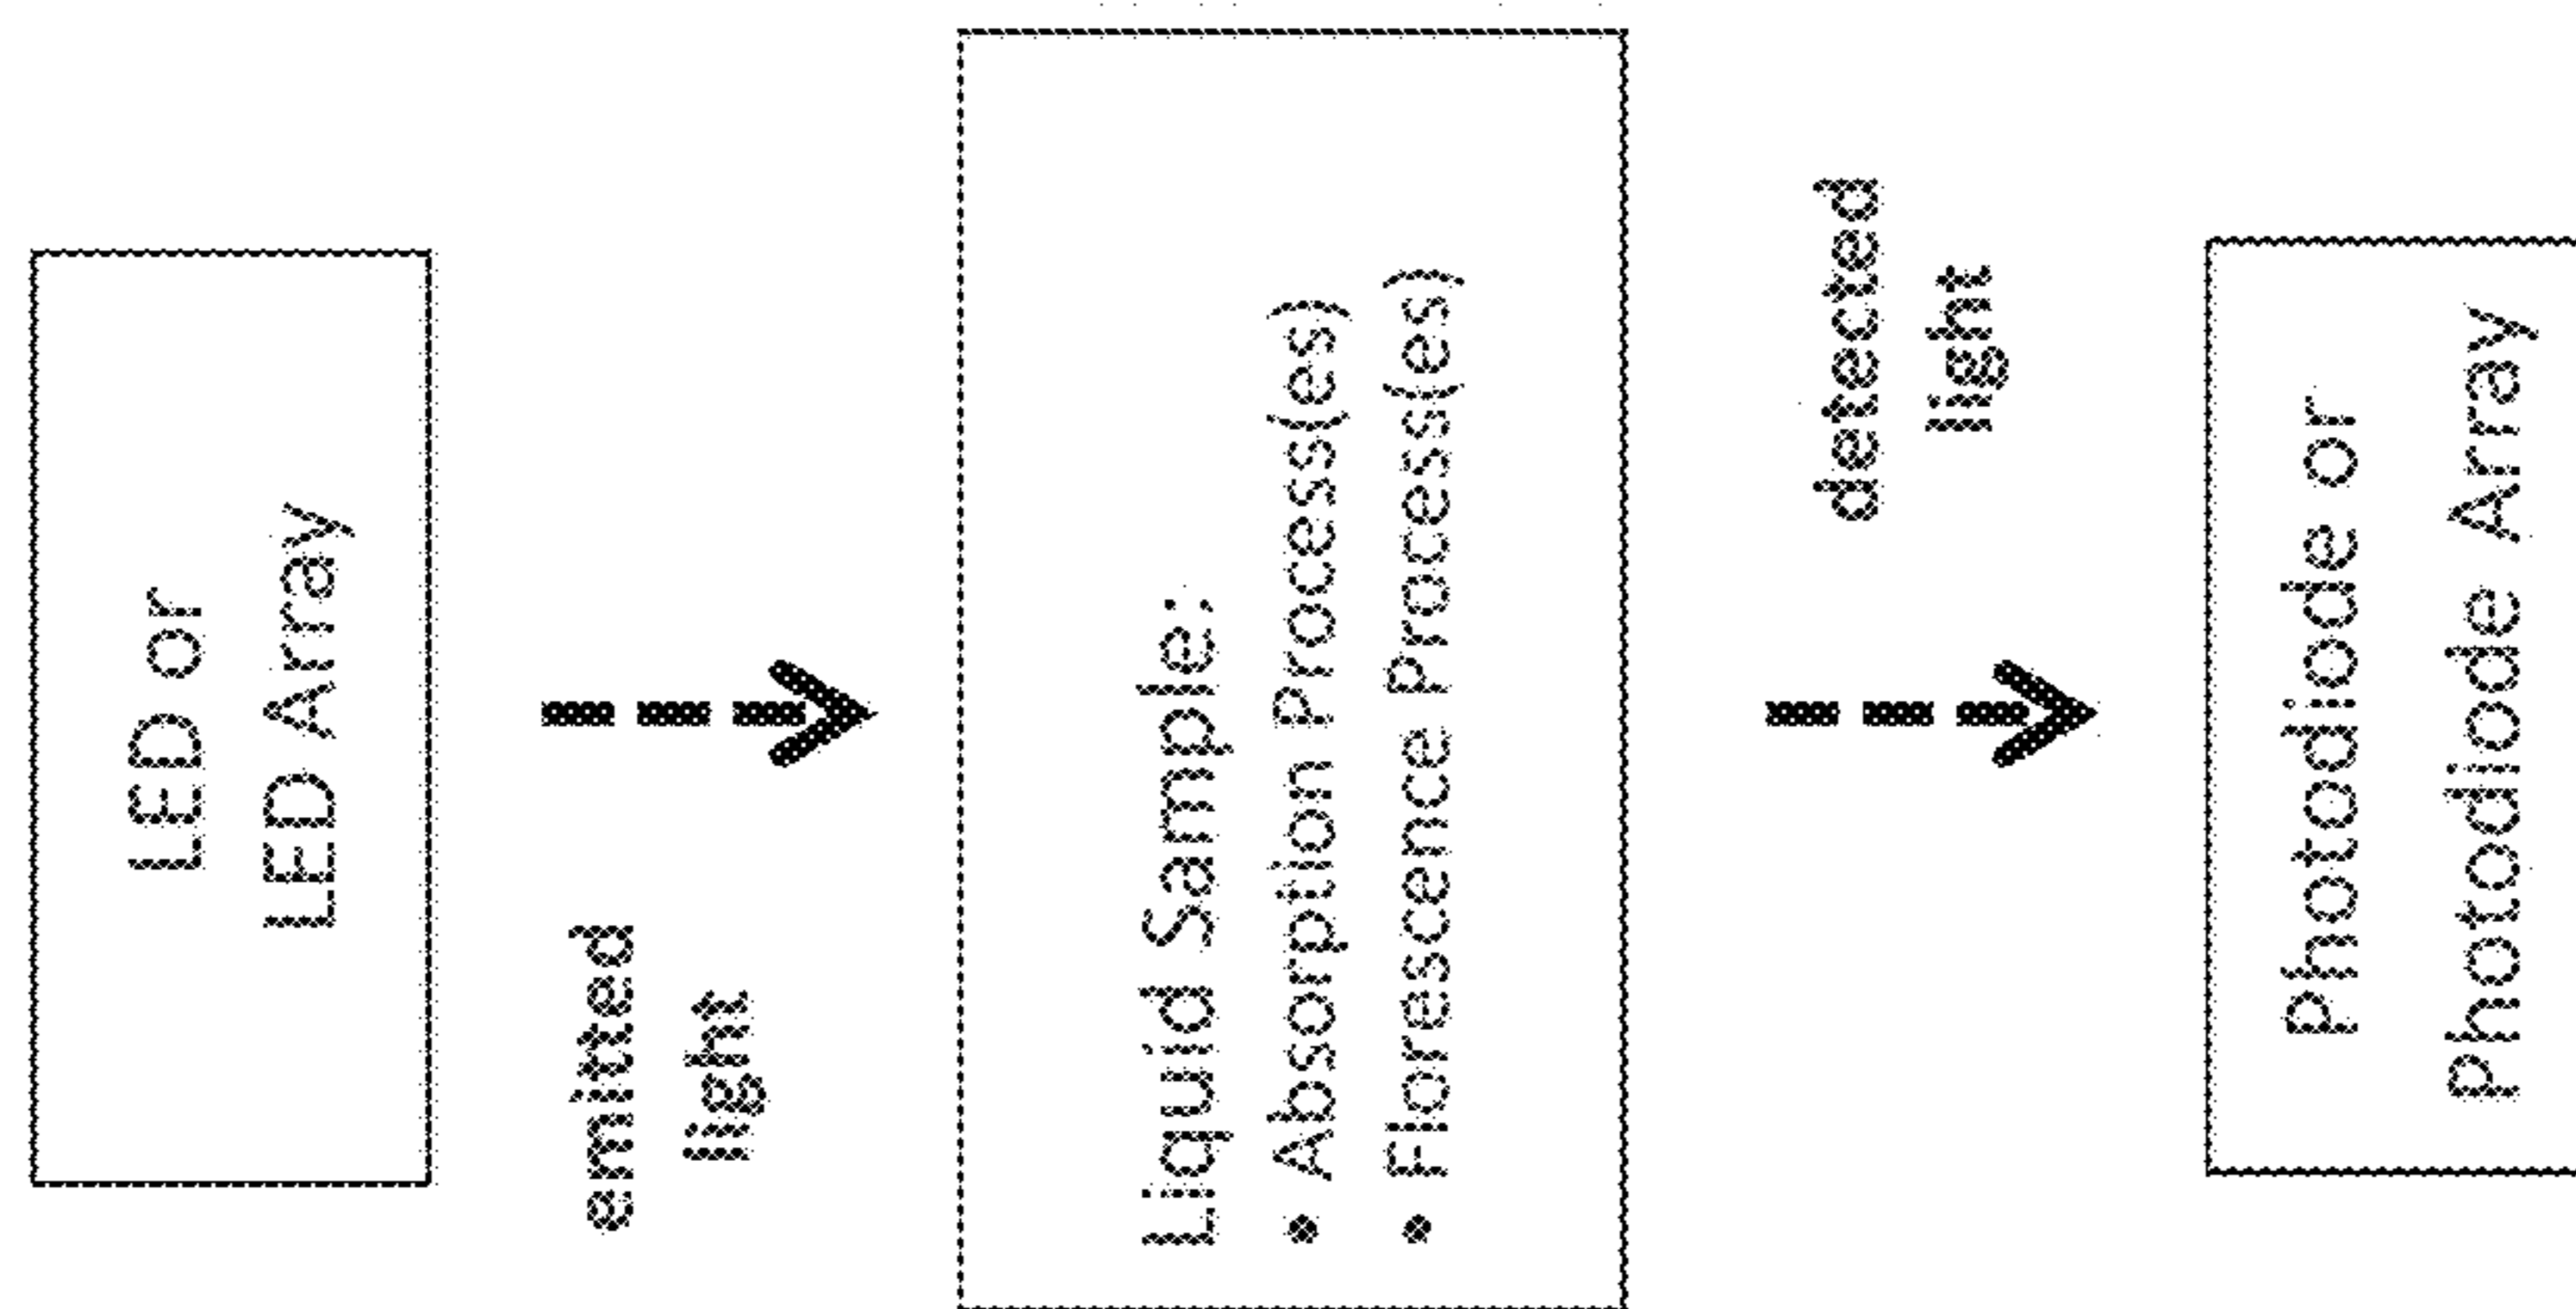 LED or
LED Array
emitted
light
Liquid Sample:
• Absorption Process(es)
• Florescence Process(es)
detected
light
Photodiode or
Photodiode Array